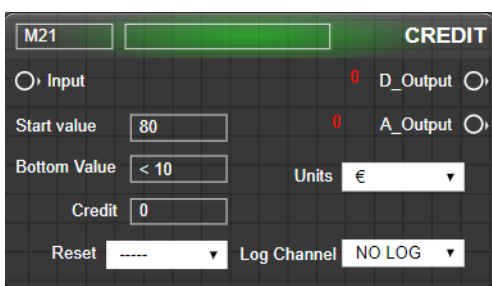 M21 CREDIT
Input 0 D_Output
0 A_Output
Start value 80
Bottom Value < 10
Units €
Credit 0
Reset ----- Log Channel NO LOG